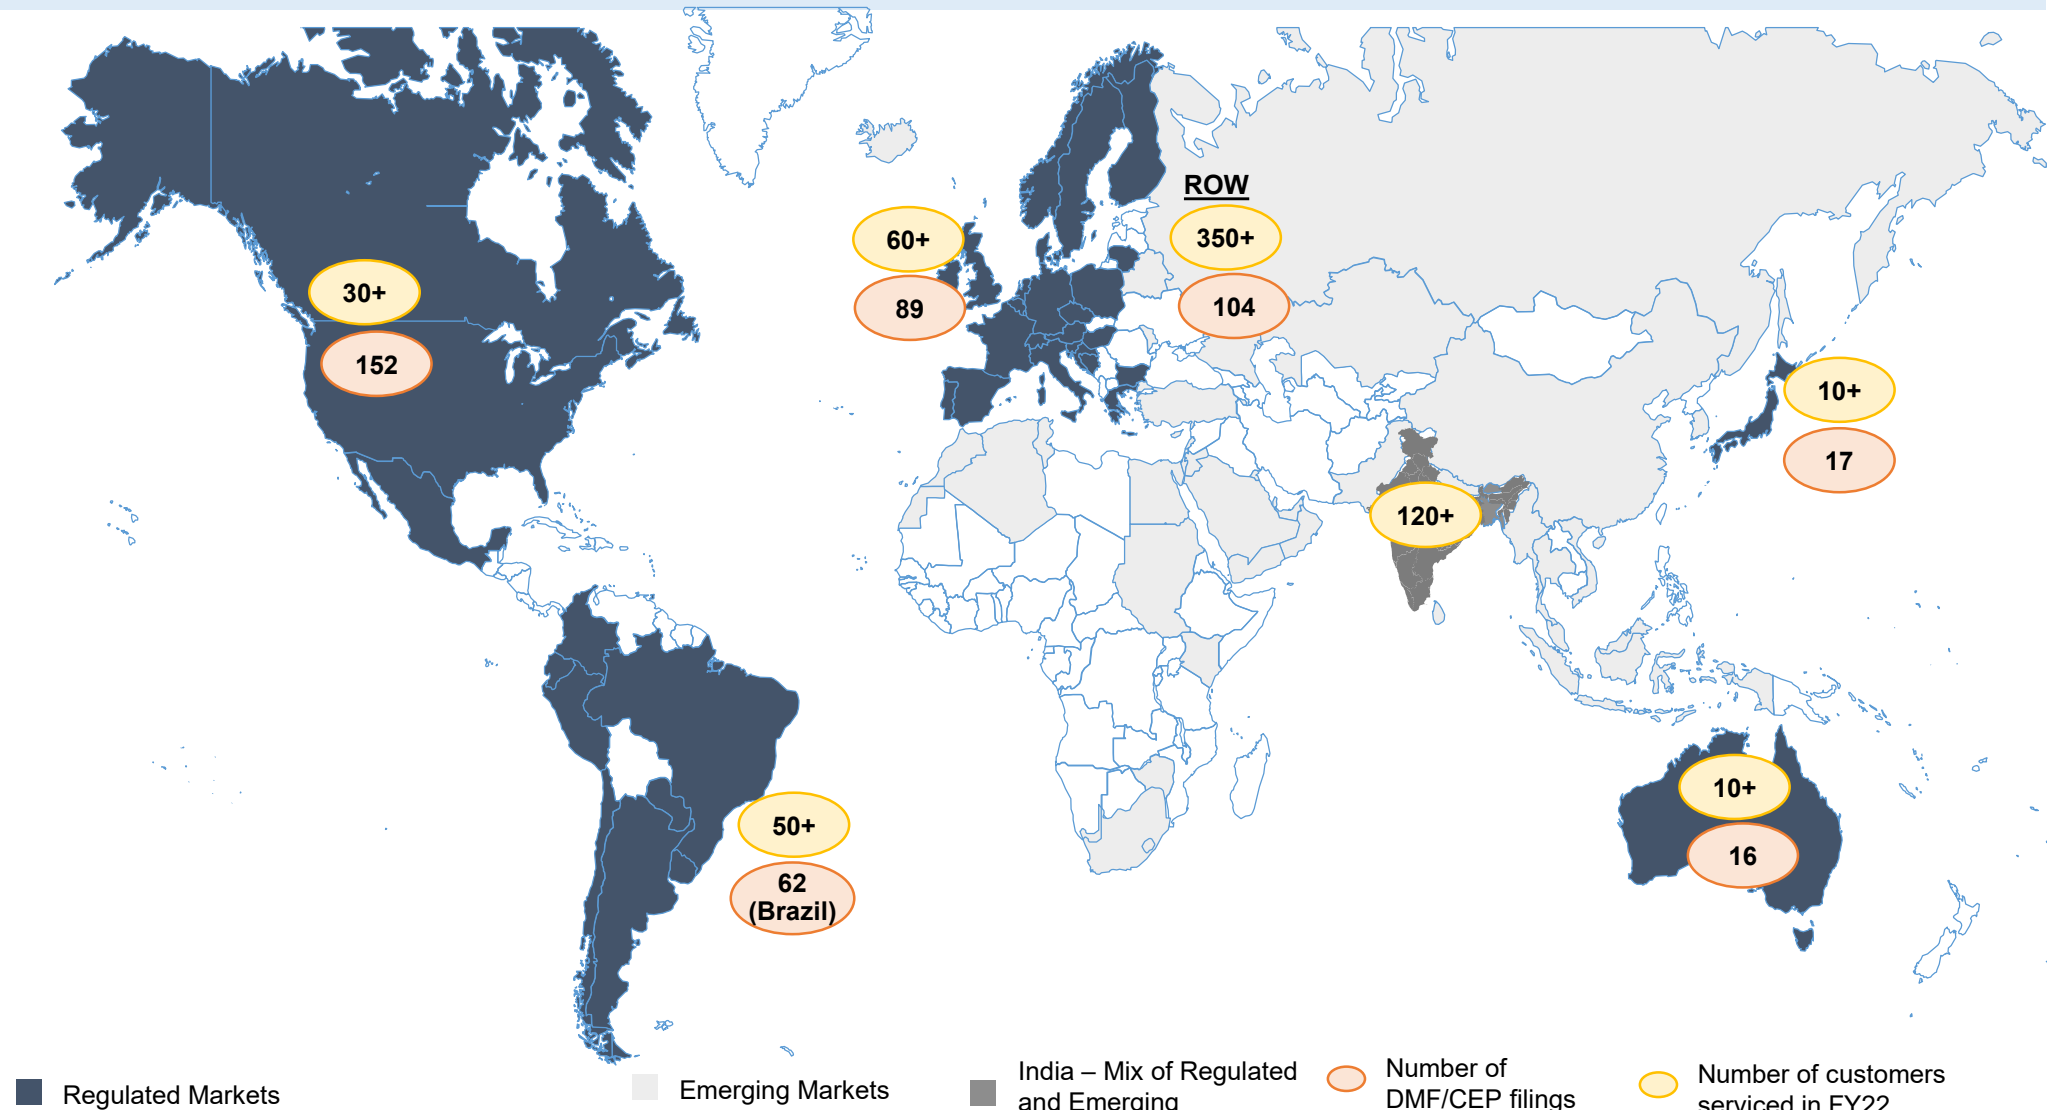 ROW
60+
350+
30+
89
104
152
10+
17
120+
10+
50+
16
62
(Brazil)
Regulated Markets
Emerging Markets
India – Mix of Regulated
and Emerging
Number of
DMF/CEP filings
Number of customers
serviced in FY22